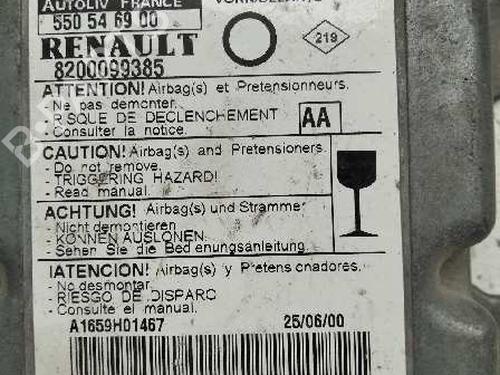 AUTOLIV FRANCE
550 54 69 00
RENAULT
219
8200099385
ATTENTION! Airbag(s) et Pretensionneurs.
- Ne pas demonter.
- RISQUE DE DECLENCHEMENT
- Consulter la notice.
AA
CAUTION! Airbag(s) and Pretensioners.
- Do not remove.
- TRIGGERING HAZARD!
- Read manual.
ACHTUNG! Airbag(s) und Strammer
- Nicht demontieren
- KONNEN AUSLONEN.
- Sehen sie die Bedienungsanleitung.
IATENCION! Airbag(s) y Pretensionadores.
- No desmontar.
- RIESGO DE DISPARO
- Consulte el manual.
A1659H01467
25/06/00